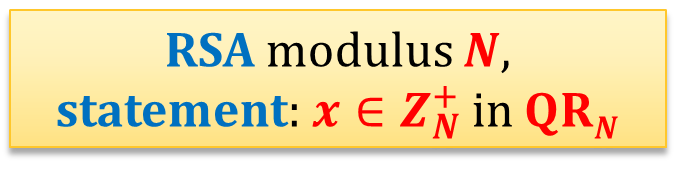 RSA modulus N,
statement: x ∈ Z_N^+ in QR_N